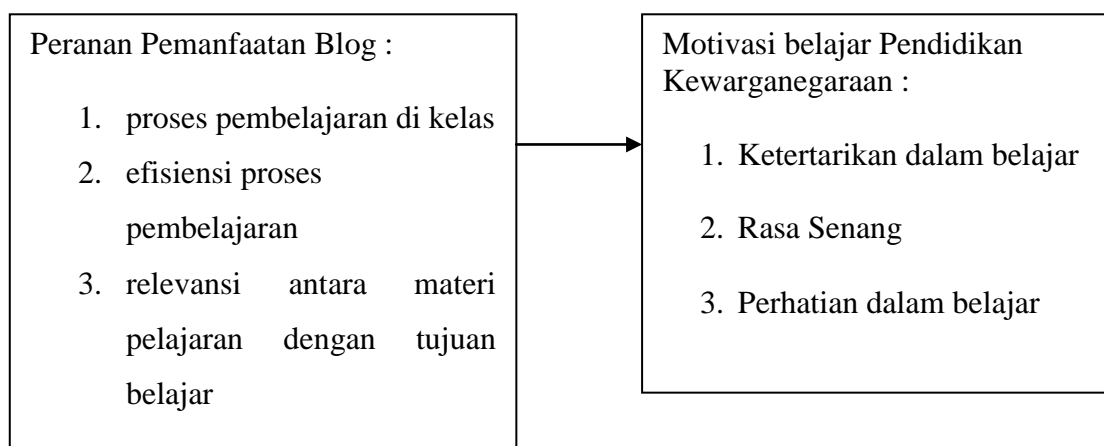 Peranan Pemanfaatan Blog :
1. proses pembelajaran di kelas
2. efisiensi proses
pembelajaran
3. relevansi antara materi
pelajaran dengan tujuan
belajar
Motivasi belajar Pendidikan
Kewarganegaraan :
1. Ketertarikan dalam belajar
2. Rasa Senang
3. Perhatian dalam belajar